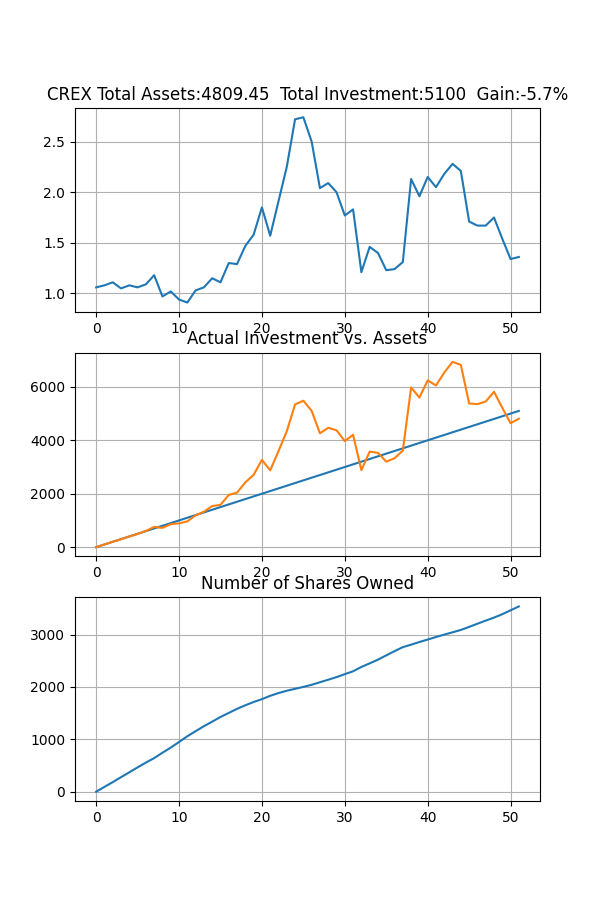 CREX Total Assets:4809.45  Total Investment:5100  Gain:-5.7%
2.5
2.0
1.5
1.0
0 10 20 30 40 50
Actual Investment vs. Assets
6000
4000
2000
0
0 10 20 30 40 50
Number of Shares Owned
3000
2000
1000
0
0 10 20 30 40 50